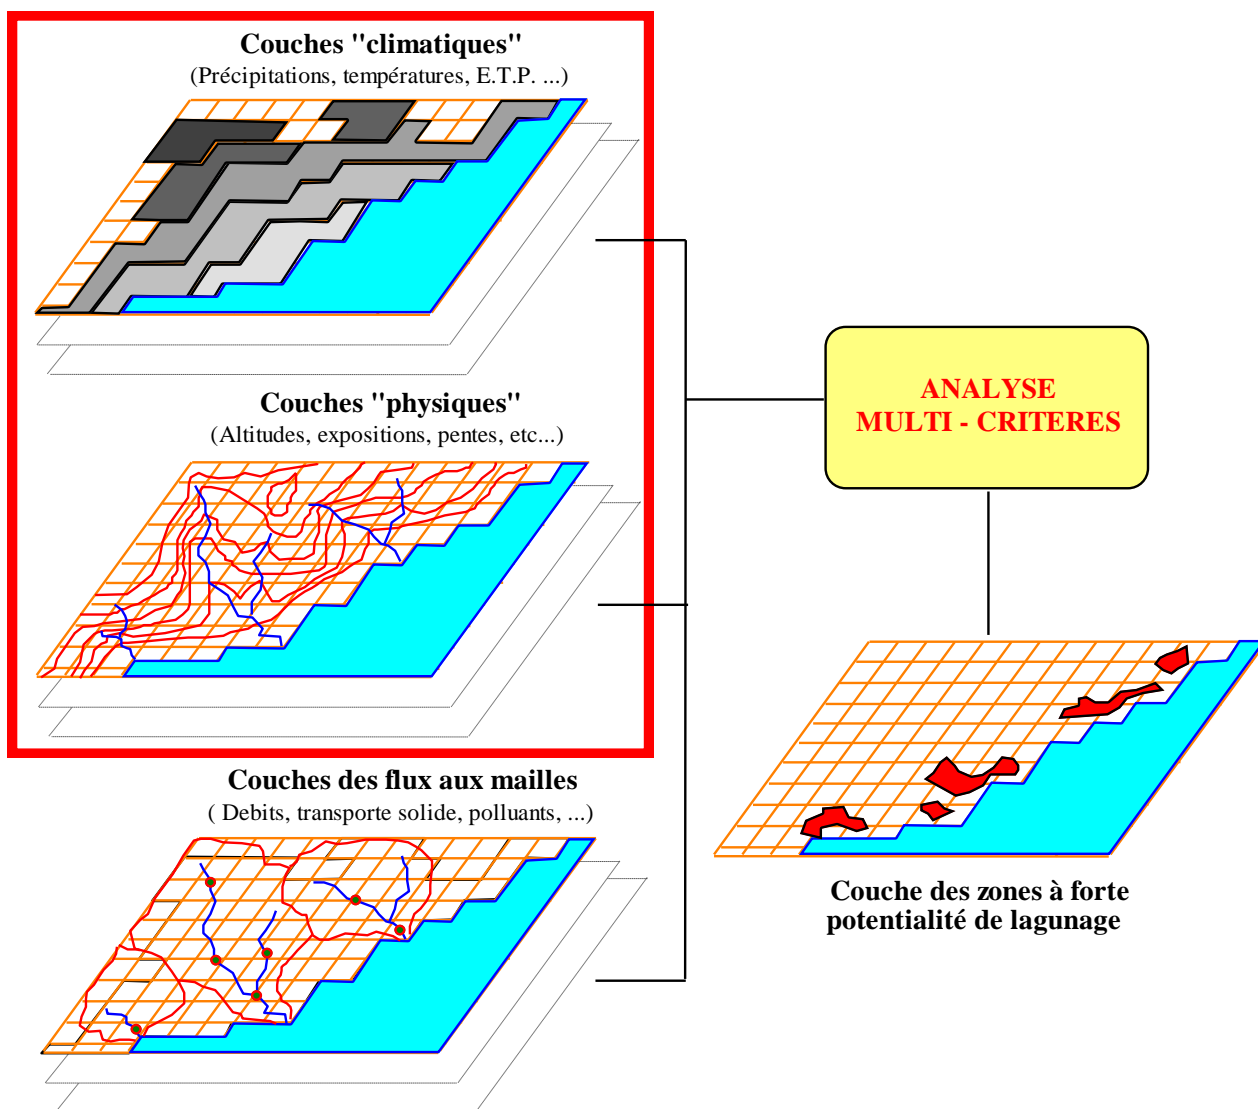 Couches "climatiques"
(Précipitations, températures, E.T.P. ...)
Couches "physiques"
(Altitudes, expositions, pentes, etc...)
Couches des flux aux mailles
( Debits, transporte solide, polluants, ...)
ANALYSE
MULTI - CRITERES
Couche des zones à forte
potentialité de lagunage